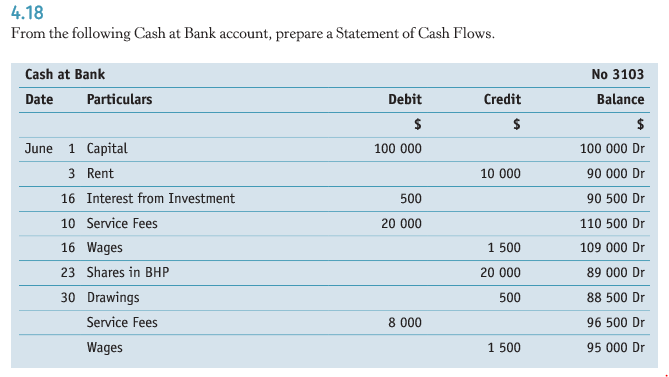 4.18
From the following Cash at Bank account, prepare a Statement of Cash Flows.
Cash at Bank No 3103
Date Particulars Debit Credit Balance
$ $ $
June 1 Capital 100 000 100 000 Dr
3 Rent 10 000 90 000 Dr
16 Interest from Investment 500 90 500 Dr
10 Service Fees 20 000 110 500 Dr
16 Wages 1 500 109 000 Dr
23 Shares in BHP 20 000 89 000 Dr
30 Drawings 500 88 500 Dr
Service Fees 8 000 96 500 Dr
Wages 1 500 95 000 Dr